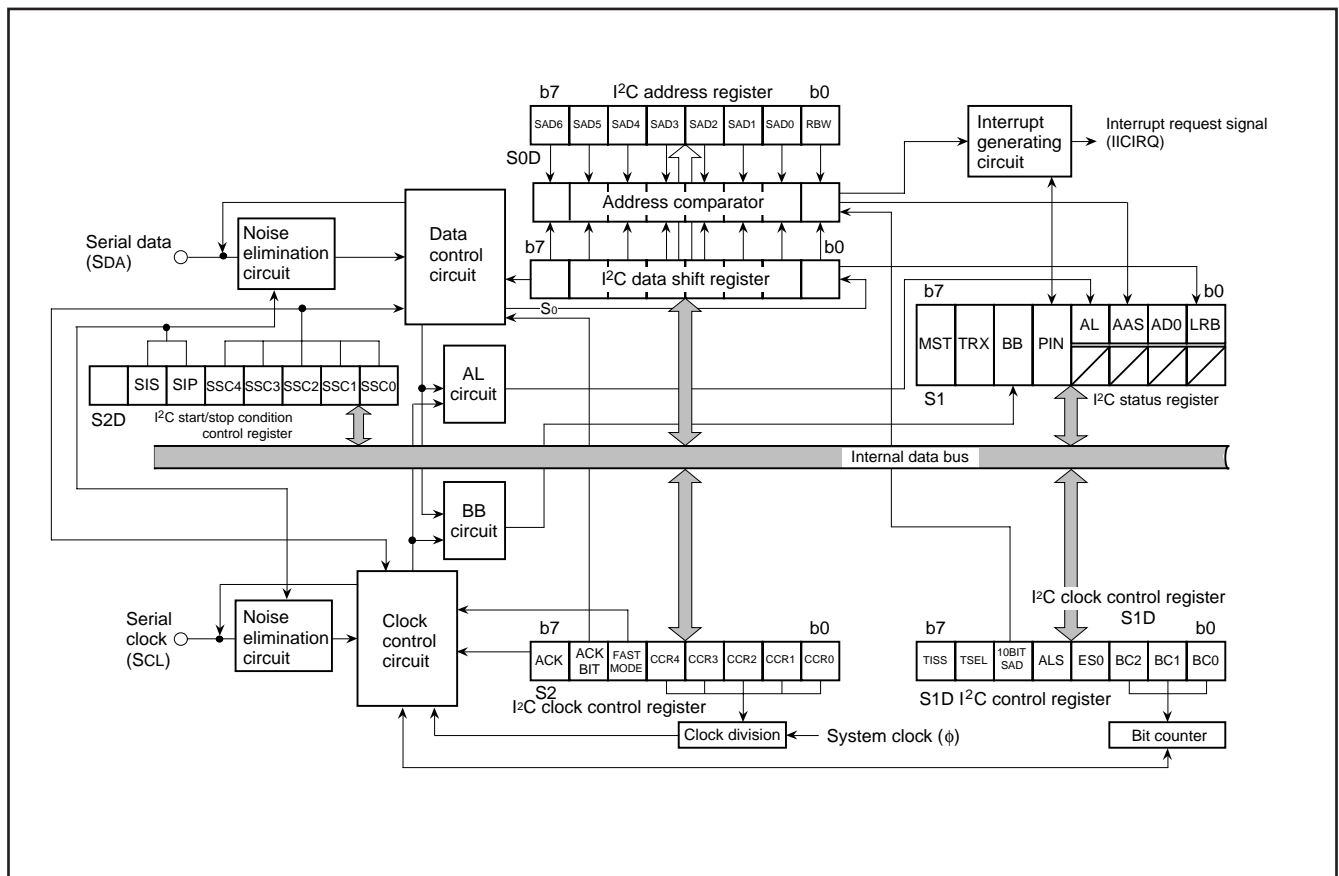 b7 I2C address register b0
SAD6 SAD5 SAD4 SAD3 SAD2 SAD1 SAD0 RBW
S0D
Interrupt
generating
circuit
Interrupt request signal
(IICIRQ)
Address comparator
Serial data
(SDA)
Noise
elimination
circuit
Data
control
circuit
b7 b0
I2C data shift register
S0
b7 b0
MST TRX BB PIN AL AAS AD0 LRB
S1
I2C status register
SIS SIP SSC4 SSC3 SSC2 SSC1 SSC0
S2D
I2C start/stop condition
control register
AL
circuit
Internal data bus
BB
circuit
Serial
clock
(SCL)
Noise
elimination
circuit
Clock
control
circuit
b7 b0
ACK ACK BIT FAST MODE CCR4 CCR3 CCR2 CCR1 CCR0
S2
I2C clock control register
Clock division
System clock (ϕ)
I2C clock control register
S1D
b7 b0
TISS TSEL 10BIT SAD ALS ES0 BC2 BC1 BC0
S1D I2C control register
Bit counter